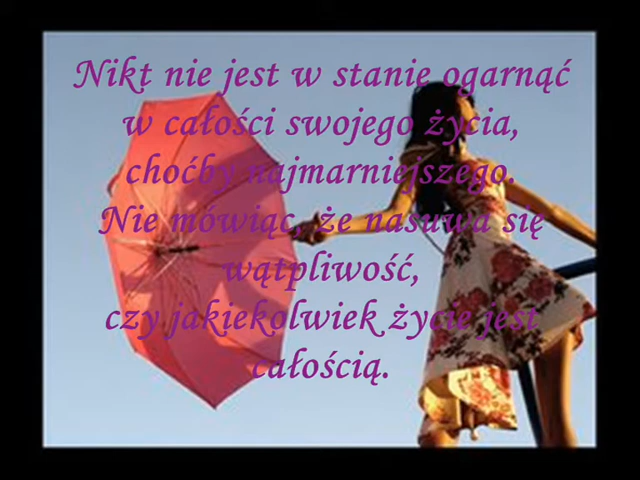 Nikt nie jest w stanie ogarnąć
w całości swojego życia,
choćby najmarniejszego.
Nie mówiąc, że nasuwa się
wątpliwość,
czy jakiekolwiek życie jest
całością.